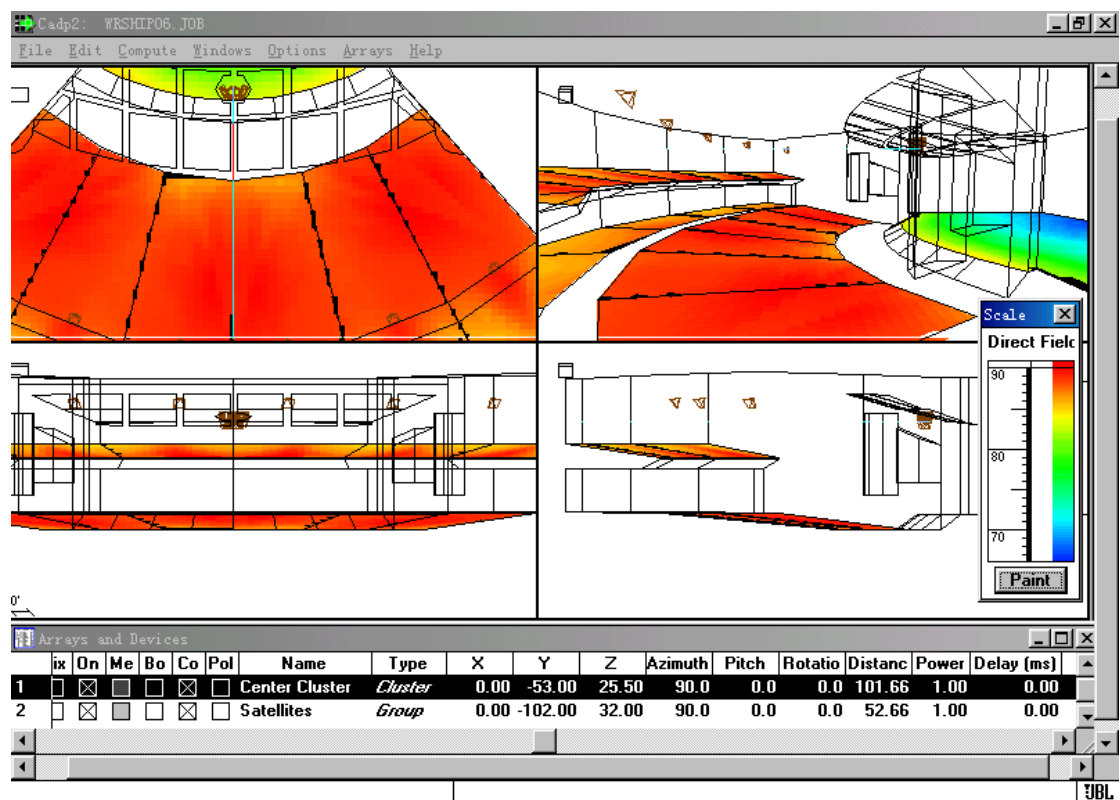 Cadp2: WRSHIP06.JOB
File Edit Compute Windows Options Arrays Help
Scale
Direct Field
90
80
70
Paint
0'
Arrays and Devices
ix On Me Bo Co Pol Name Type X Y Z Azimuth Pitch Rotatio Distanc Power Delay (ms)
1 Center Cluster Cluster 0.00 -53.00 25.50 90.0 0.0 0.0 101.66 1.00 0.00
2 Satellites Group 0.00 -102.00 32.00 90.0 0.0 0.0 52.66 1.00 0.00
JBL